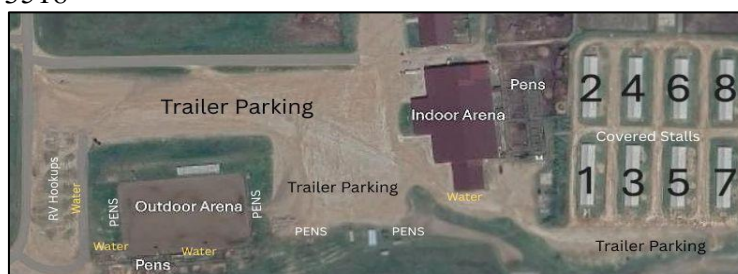 Pens
2 4 6 8
Trailer Parking
Indoor Arena
Covered Stalls
RV Hookups
Water
1 3 5 7
Trailer Parking
Water
PENS
Outdoor Arena
PENS
PENS
PENS
Water
Water
Trailer Parking
Pens